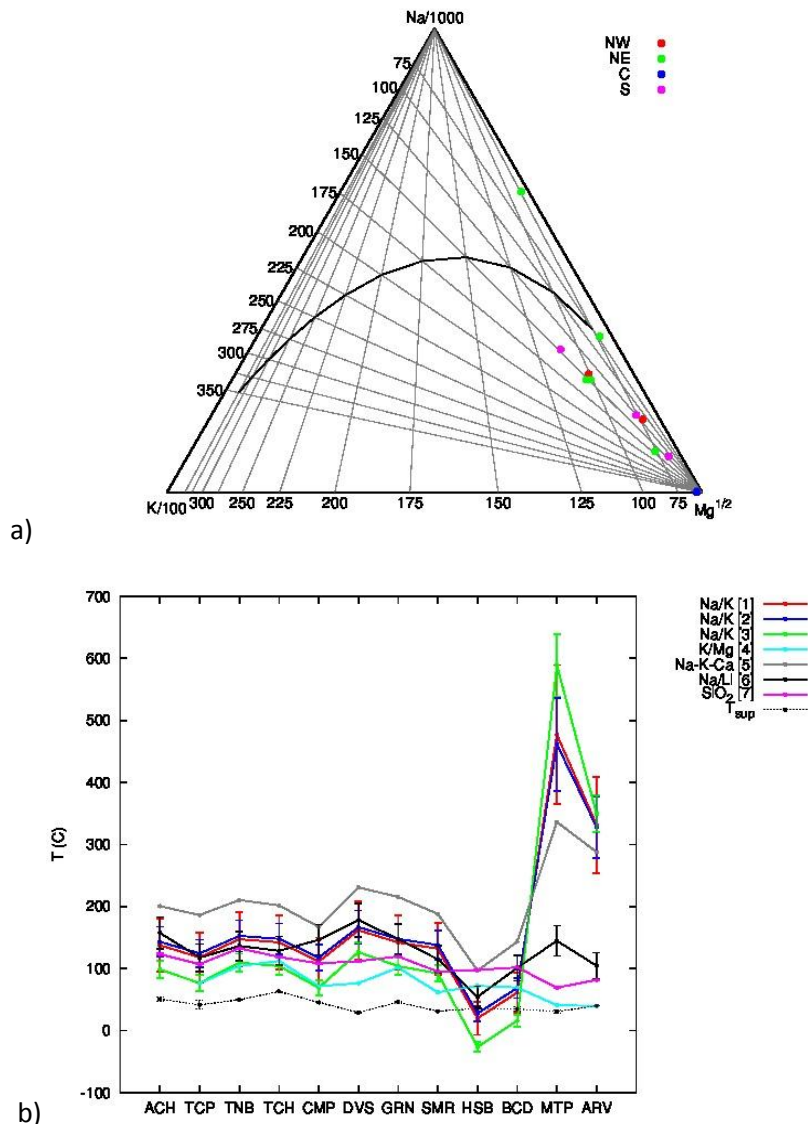 Na/1000
NW
NE
C
S
75
100
125
150
175
200
225
250
275
300
350
K/100 300 250 225 200 175 150 125 100 75 Mg1/2
a)
700
600
500
400
300
200
100
0
-100
T (C)
ACH TCP TNB TCH CMP DVS GRN SMR HSB BCD MTP ARV
Na/K [1]
Na/K [2]
Na/K [3]
K/Mg [4]
Na-K-Ca [5]
Na/Li [6]
SiO2 [7]
Tsup
b)